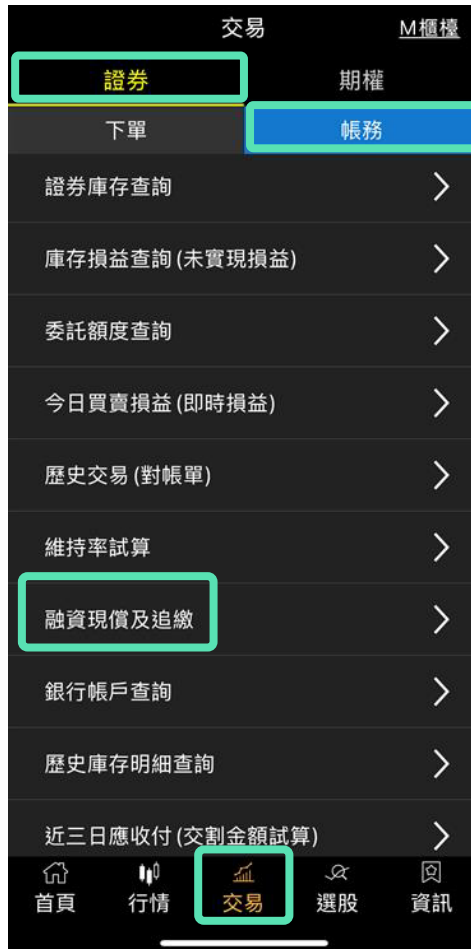 交易 M櫃檯
證券 期權
下單 帳務
證券庫存查詢
庫存損益查詢(未實現損益)
委託額度查詢
今日買賣損益(即時損益)
歷史交易(對帳單)
維持率試算
融資現償及追繳
銀行帳戶查詢
歷史庫存明細查詢
近三日應收付(交割金額試算)
首頁 行情 交易 選股 資訊